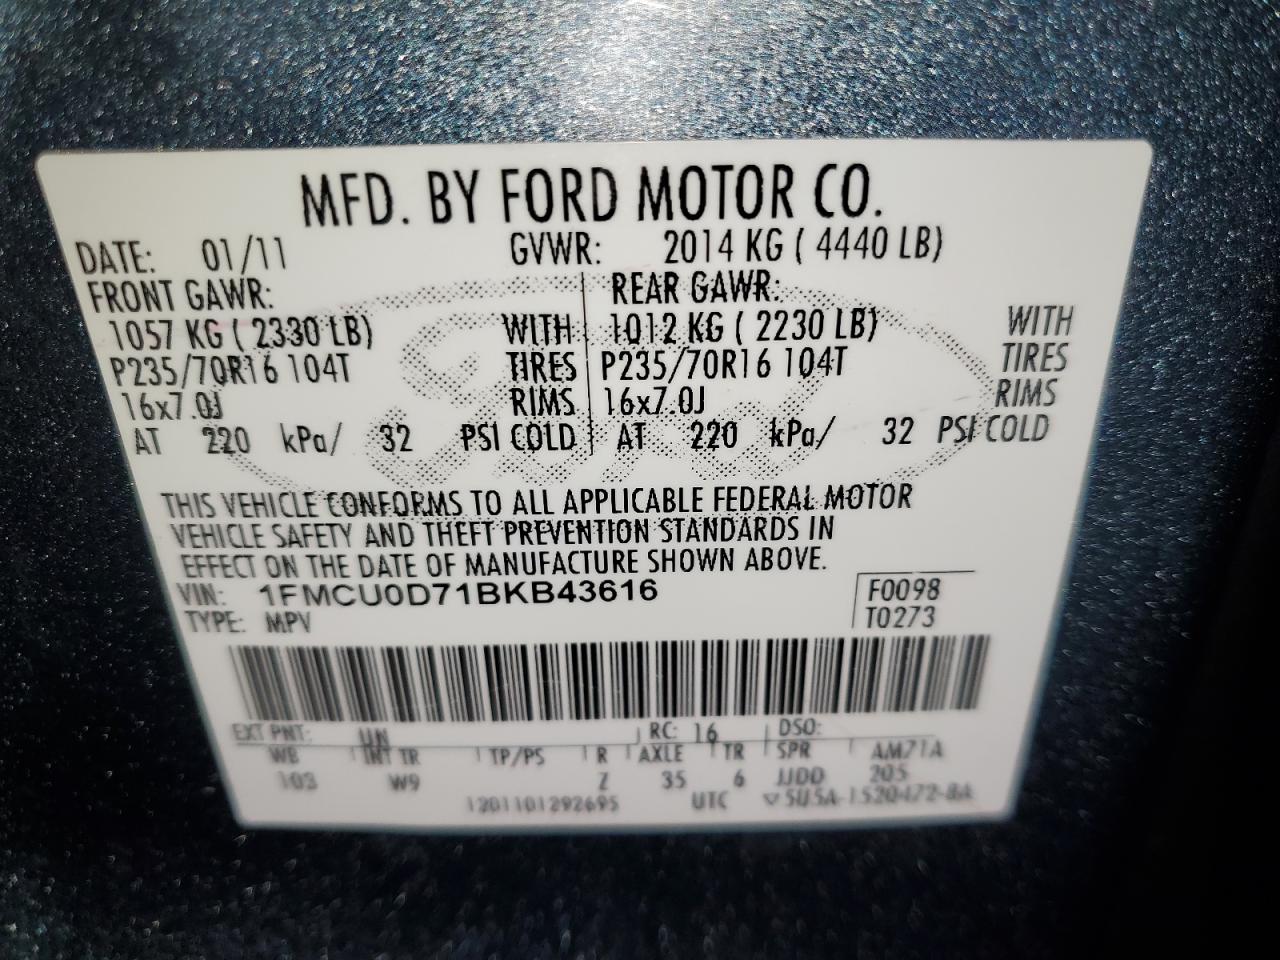 MFD. BY FORD MOTOR CO.
DATE: 01/11 GVWR: 2014 KG ( 4440 LB)
FRONT GAWR: REAR GAWR:
1057 KG ( 2330 LB) WITH 1012 KG ( 2230 LB) WITH
P235/70R16 104T TIRES P235/70R16 104T TIRES
16x7.0J RIMS 16x7.0J RIMS
AT 220 kPa/ 32 PSI COLD AT 220 kPa/ 32 PSI COLD
THIS VEHICLE CONFORMS TO ALL APPLICABLE FEDERAL MOTOR
VEHICLE SAFETY AND THEFT PREVENTION STANDARDS IN
EFFECT ON THE DATE OF MANUFACTURE SHOWN ABOVE.
VIN: 1FMCU0D71BKB43616 F0098
TYPE: MPV T0273
EXT PNT: UN RC: 16 DSO:
WB INT TR TP/PS R AXLE TR SPR AM71A
103 W9 Z 35 6 JJDD 205
1201101292695 UTC ▽5U5A-1520472-BA